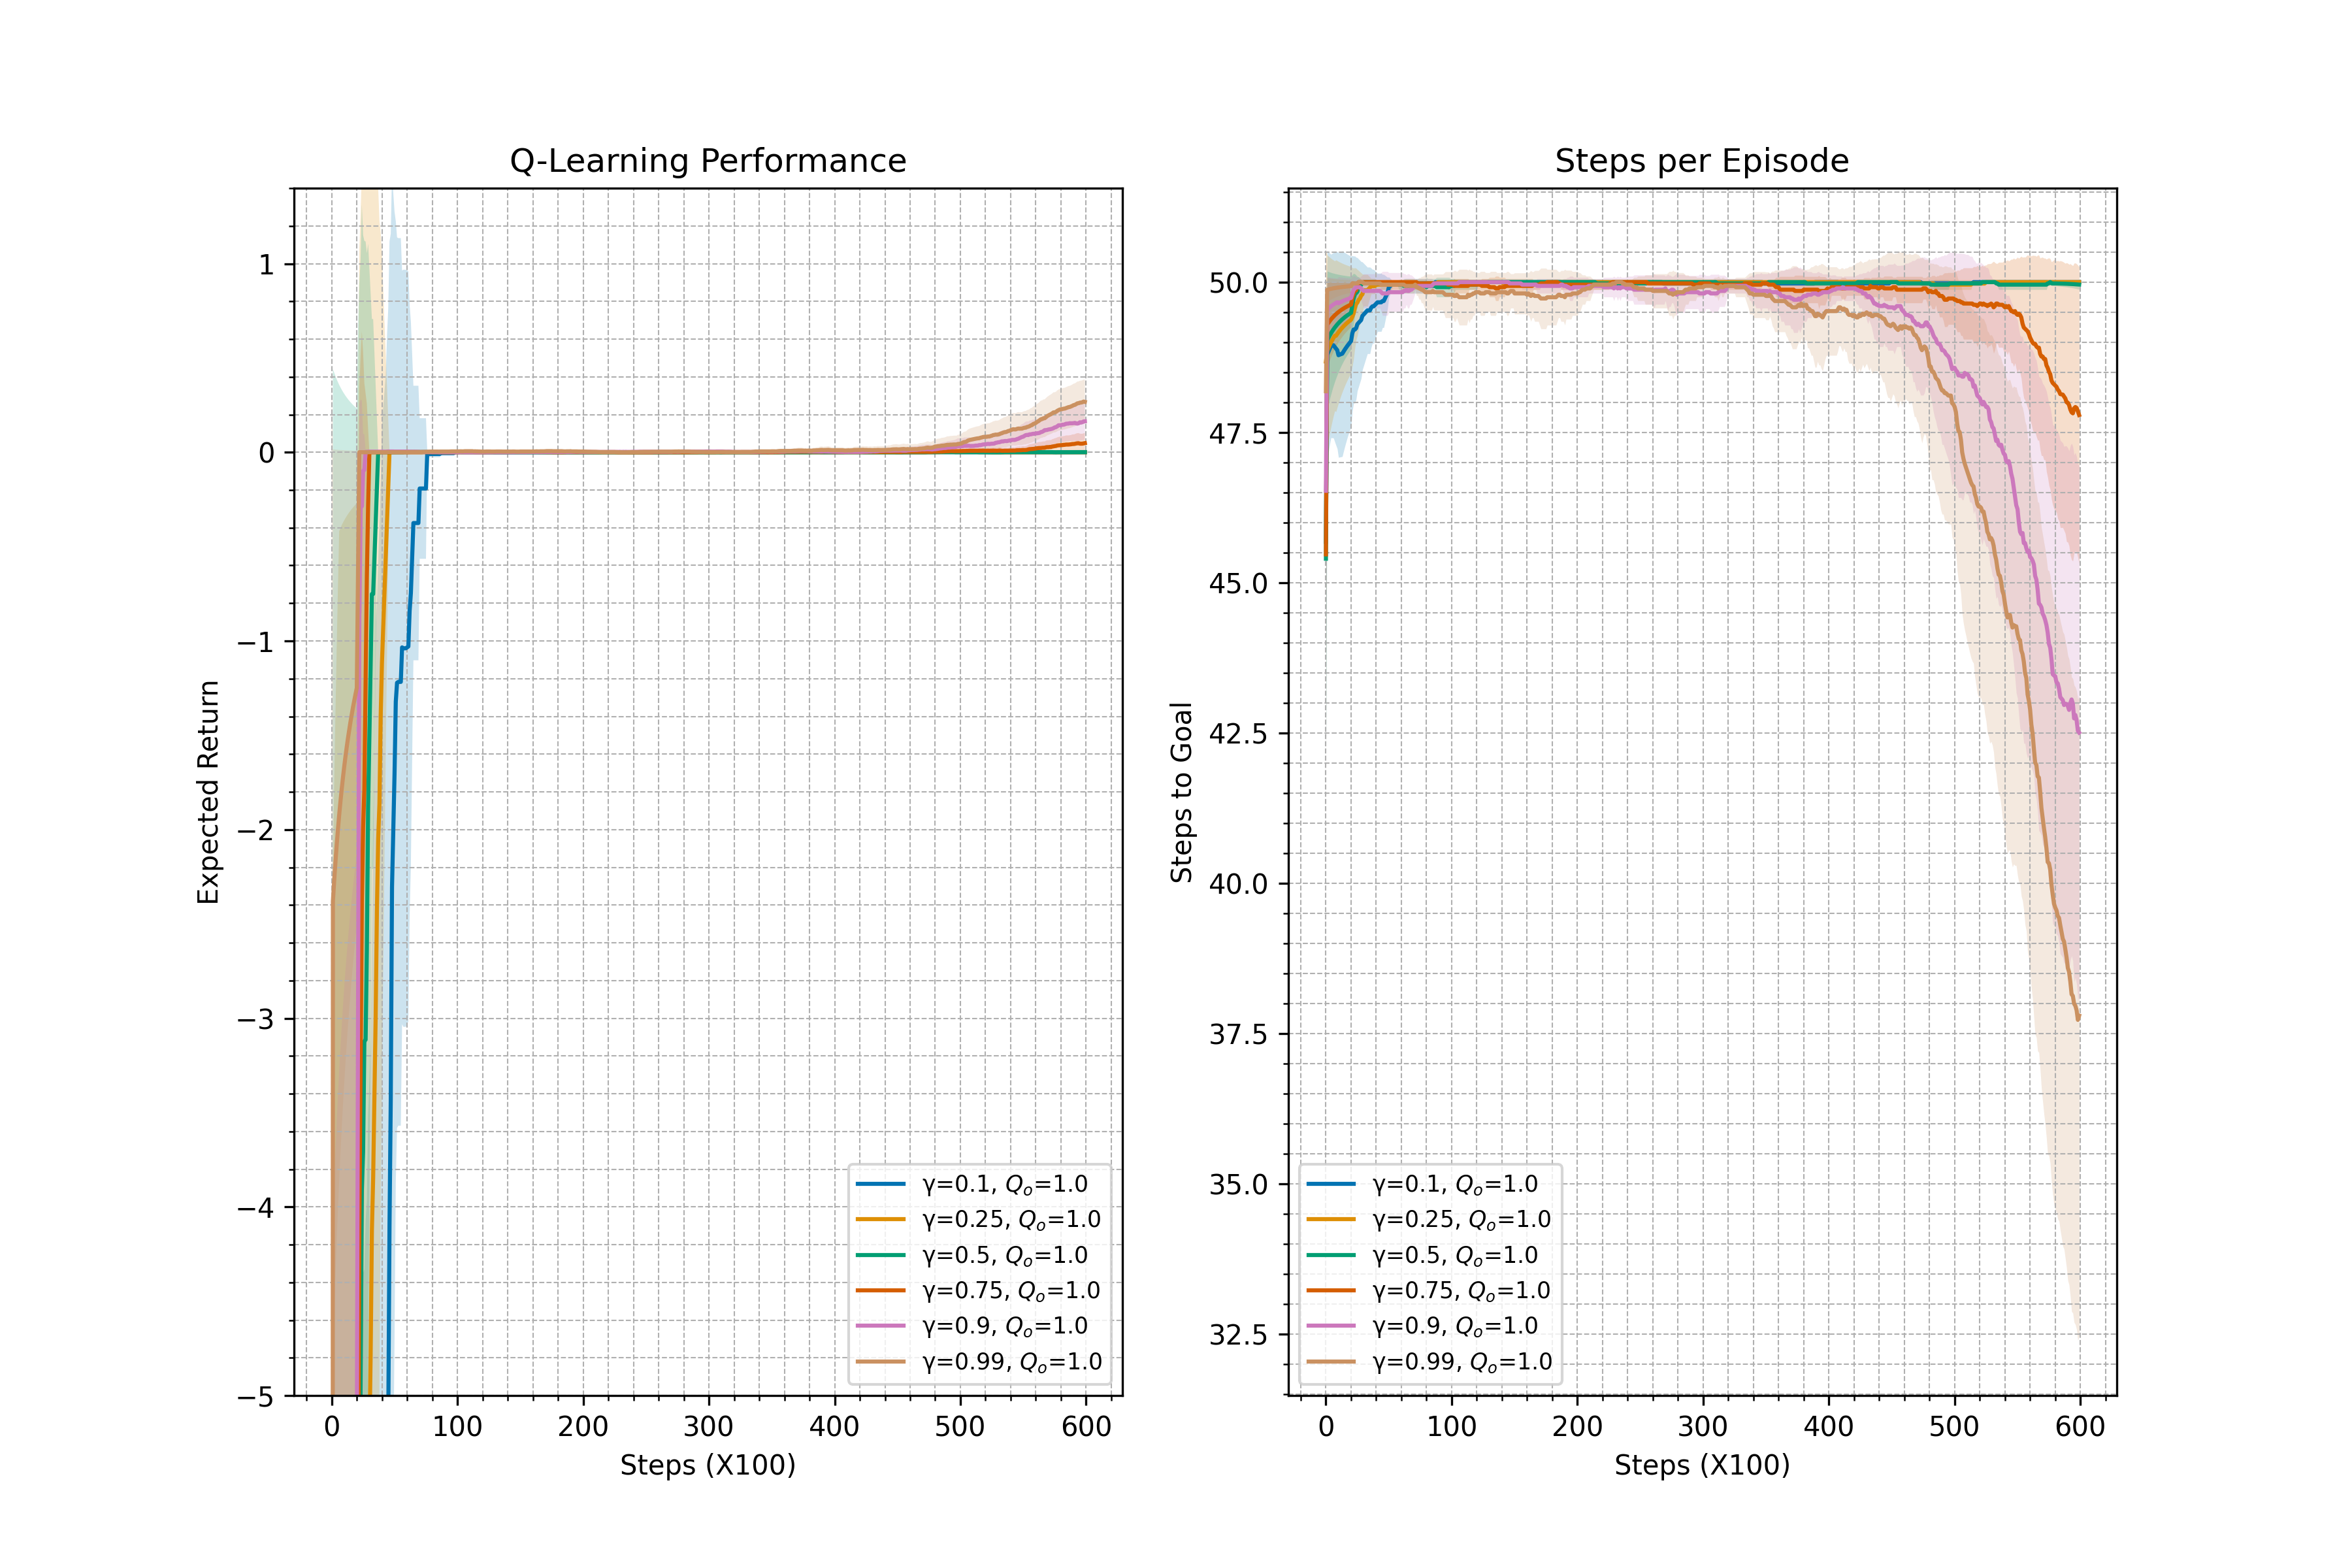 Q-Learning Performance
1
0
−1
−2
−3
−4
−5
Expected Return
0 100 200 300 400 500 600
Steps (X100)
γ=0.1, Qₒ=1.0
γ=0.25, Qₒ=1.0
γ=0.5, Qₒ=1.0
γ=0.75, Qₒ=1.0
γ=0.9, Qₒ=1.0
γ=0.99, Qₒ=1.0
Steps per Episode
50.0
47.5
45.0
42.5
40.0
37.5
35.0
32.5
Steps to Goal
0 100 200 300 400 500 600
Steps (X100)
γ=0.1, Qₒ=1.0
γ=0.25, Qₒ=1.0
γ=0.5, Qₒ=1.0
γ=0.75, Qₒ=1.0
γ=0.9, Qₒ=1.0
γ=0.99, Qₒ=1.0